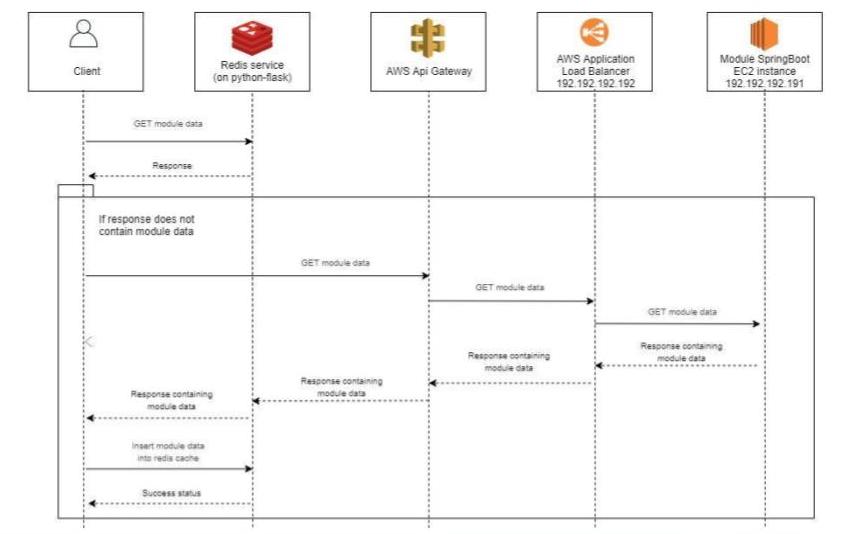 Client
Redis service
(on python-flask)
AWS Api Gateway
AWS Application
Load Balancer
192.192.192.192
Module SpringBoot
EC2 instance
192.192.192.191
GET module data
Response
If response does not
contain module data
GET module data
GET module data
GET module data
Response containing
module data
Response containing
module data
Response containing
module data
Response containing
module data
Insert module data
into redis cache
Success status